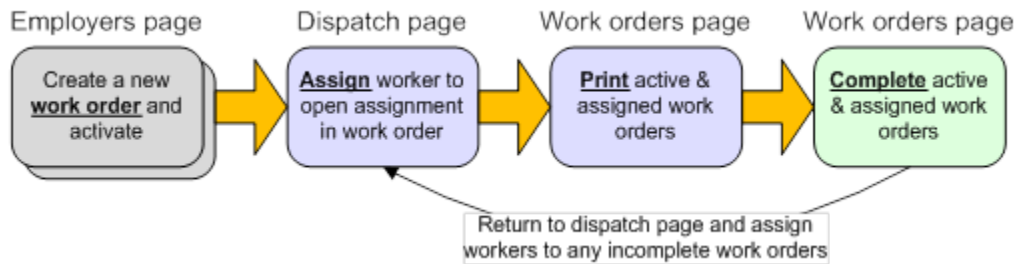 Employers page
Dispatch page
Work orders page
Work orders page
Create a new
work order and
activate
Assign worker to
open assignment
in work order
Print active &
assigned work
orders
Complete active
& assigned work
orders
Return to dispatch page and assign
workers to any incomplete work orders